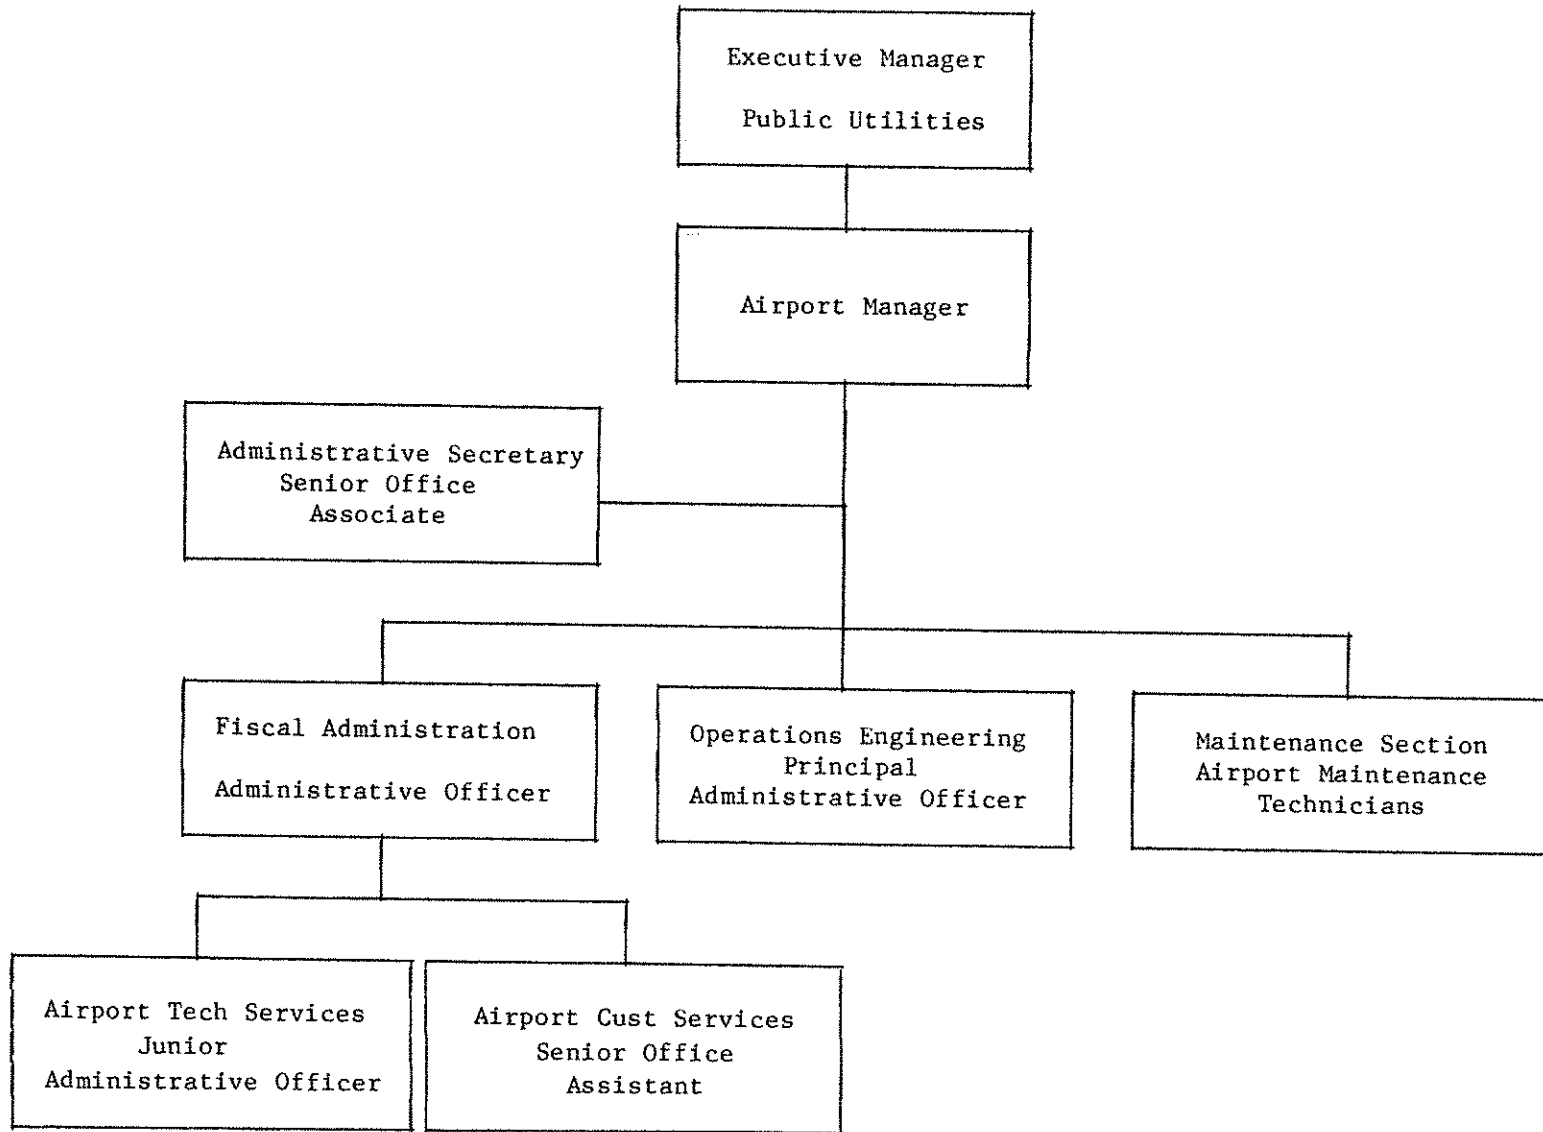 Executive Manager
Public Utilities
Airport Manager
Administrative Secretary
Senior Office
Associate
Fiscal Administration
Administrative Officer
Operations Engineering
Principal
Administrative Officer
Maintenance Section
Airport Maintenance
Technicians
Airport Tech Services
Junior
Administrative Officer
Airport Cust Services
Senior Office
Assistant